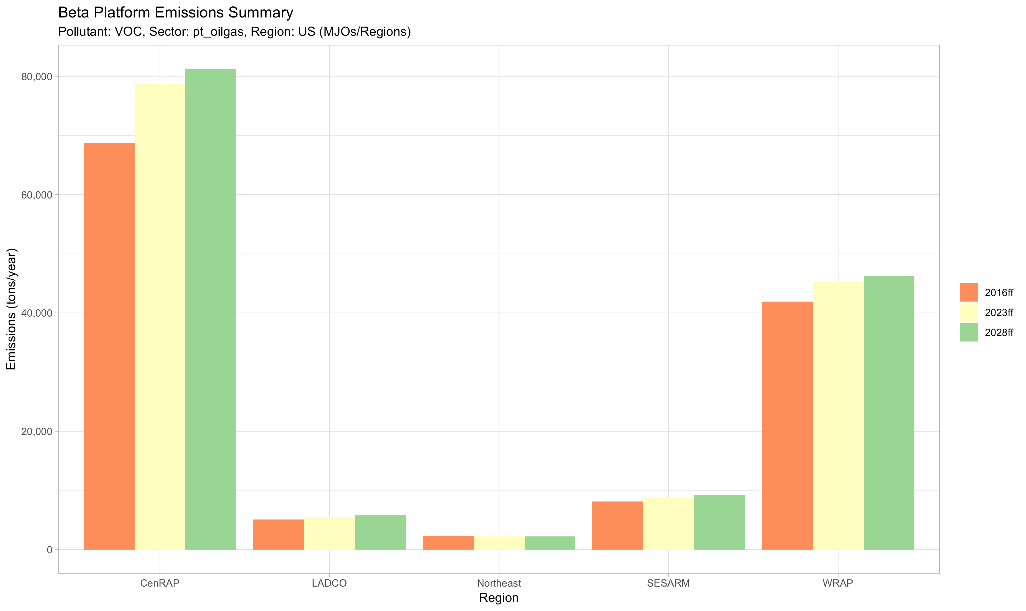 Beta Platform Emissions Summary
Pollutant: VOC, Sector: pt_oilgas, Region: US (MJOs/Regions)
Emissions (tons/year)
80,000
60,000
40,000
20,000
0
CenRAP
LADCO
Northeast
SESARM
WRAP
Region
2016ff
2023ff
2028ff